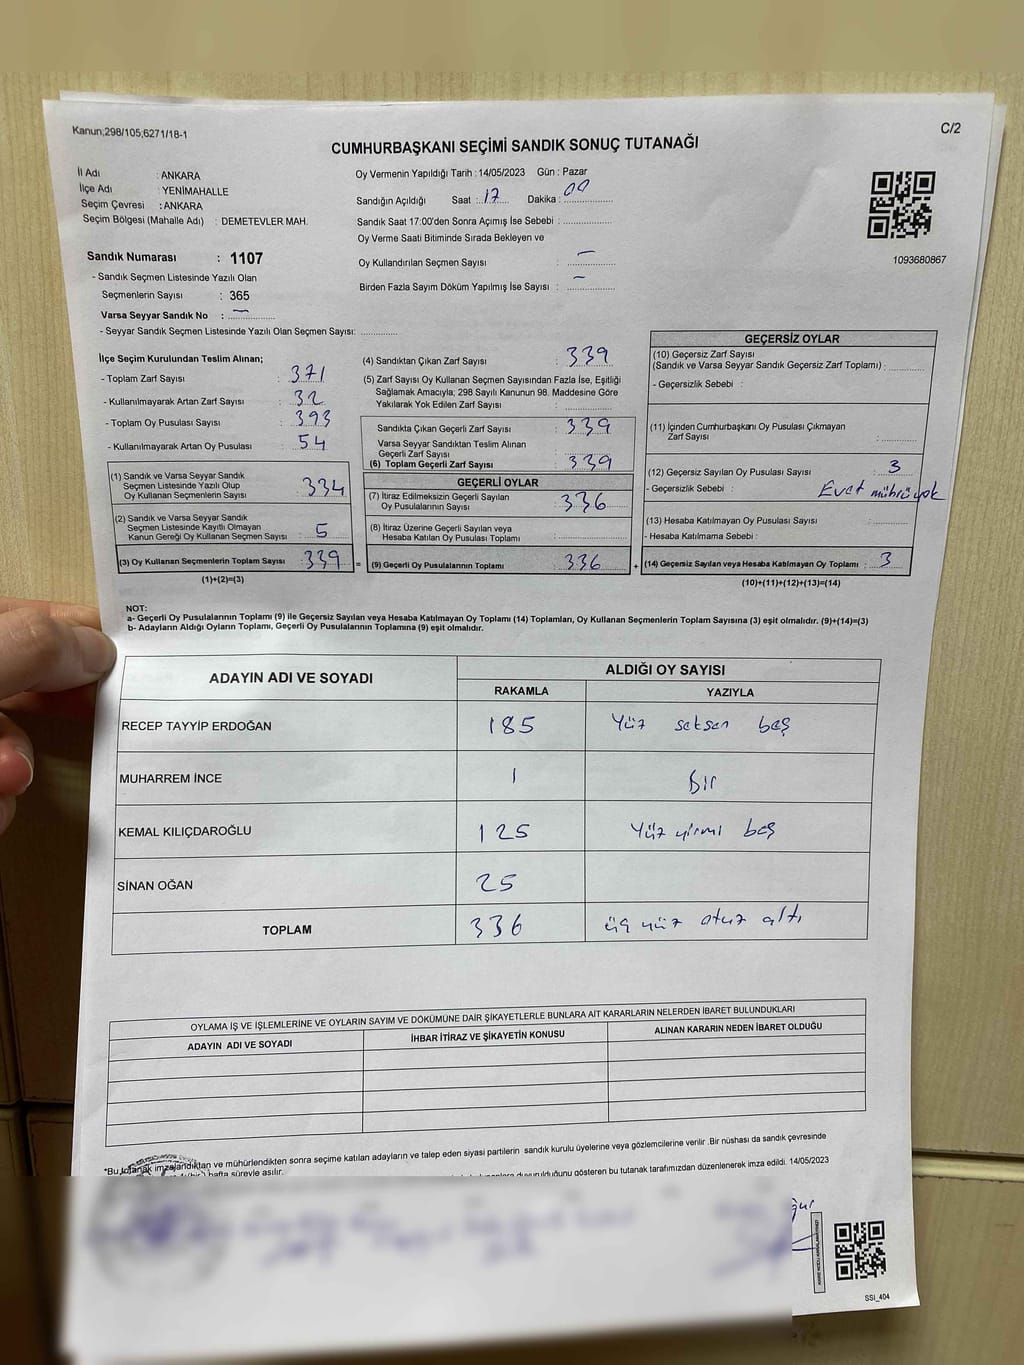 Kanun;298/105;6271/18-1
C/2
CUMHURBAŞKANI SEÇİMİ SANDIK SONUÇ TUTANAĞI
İl Adı : ANKARA
İlçe Adı : YENİMAHALLE
Seçim Çevresi : ANKARA
Seçim Bölgesi (Mahalle Adı) : DEMETEVLER MAH.
Sandık Numarası : 1107
- Sandık Seçmen Listesinde Yazılı Olan
Seçmenlerin Sayısı : 365
Varsa Seyyar Sandık No : —
- Seyyar Sandık Seçmen Listesinde Yazılı Olan Seçmen Sayısı:
Oy Vermenin Yapıldığı Tarih : 14/05/2023 Gün : Pazar
Sandığın Açıldığı Saat : 17 Dakika : 00
Sandık Saat 17:00'den Sonra Açımış İse Sebebi :
Oy Verme Saati Bitiminde Sırada Bekleyen ve
Oy Kullandırılan Seçmen Sayısı : —
Birden Fazla Sayım Döküm Yapılmış İse Sayısı : —
1093680867
İlçe Seçim Kurulundan Teslim Alınan;
- Toplam Zarf Sayısı : 371
- Kullanılmayarak Artan Zarf Sayısı : 32
- Toplam Oy Pusulası Sayısı : 393
- Kullanılmayarak Artan Oy Pusulası : 54
(1) Sandık ve Varsa Seyyar Sandık
Seçmen Listesinde Yazılı Olup
Oy Kullanan Seçmenlerin Sayısı : 334
(2) Sandık ve Varsa Seyyar Sandık
Seçmen Listesinde Kayıtlı Olmayan
Kanun Gereği Oy Kullanan Seçmen Sayısı : 5
(3) Oy Kullanan Seçmenlerin Toplam Sayısı : 339
(1)+(2)=(3)
(4) Sandıktan Çıkan Zarf Sayısı : 339
(5) Zarf Sayısı Oy Kullanan Seçmen Sayısından Fazla İse, Eşitliği
Sağlamak Amacıyla; 298 Sayılı Kanunun 98. Maddesine Göre
Yakılarak Yok Edilen Zarf Sayısı :
Sandıkta Çıkan Geçerli Zarf Sayısı : 339
Varsa Seyyar Sandıktan Teslim Alınan
Geçerli Zarf Sayısı :
(6) Toplam Geçerli Zarf Sayısı : 339
GEÇERLİ OYLAR
(7) İtiraz Edilmeksizin Geçerli Sayılan
Oy Pusulalarının Sayısı : 336
(8) İtiraz Üzerine Geçerli Sayılan veya
Hesaba Katılan Oy Pusulası Toplamı :
= (9) Geçerli Oy Pusulalarının Toplamı : 336
GEÇERSİZ OYLAR
(10) Geçersiz Zarf Sayısı
(Sandık ve Varsa Seyyar Sandık Geçersiz Zarf Toplamı) :
- Geçersizlik Sebebi :
(11) İçinden Cumhurbaşkanı Oy Pusulası Çıkmayan
Zarf Sayısı :
(12) Geçersiz Sayılan Oy Pusulası Sayısı : 3
- Geçersizlik Sebebi : Evet mührü yok
(13) Hesaba Katılmayan Oy Pusulası Sayısı :
- Hesaba Katılmama Sebebi :
+ (14) Geçersiz Sayılan veya Hesaba Katılmayan Oy Toplamı : 3
(10)+(11)+(12)+(13)=(14)
NOT:
a- Geçerli Oy Pusulalarının Toplamı (9) ile Geçersiz Sayılan veya Hesaba Katılmayan Oy Toplamı (14) Toplamları, Oy Kullanan Seçmenlerin Toplam Sayısına (3) eşit olmalıdır. (9)+(14)=(3)
b- Adayların Aldığı Oyların Toplamı, Geçerli Oy Pusulalarının Toplamına (9) eşit olmalıdır.
ADAYIN ADI VE SOYADI ALDIĞI OY SAYISI
RAKAMLA YAZIYLA
RECEP TAYYİP ERDOĞAN 185 Yüz seksen beş
MUHARREM İNCE 1 Bir
KEMAL KILIÇDAROĞLU 125 Yüz yirmi beş
SİNAN OĞAN 25
TOPLAM 336 üç yüz otuz altı
OYLAMA İŞ VE İŞLEMLERİNE VE OYLARIN SAYIM VE DÖKÜMÜNE DAİR ŞİKAYETLERLE BUNLARA AİT KARARLARIN NELERDEN İBARET BULUNDUKLARI
ADAYIN ADI VE SOYADI İHBAR İTİRAZ VE ŞİKAYETİN KONUSU ALINAN KARARIN NEDEN İBARET OLDUĞU
*Bu tutanak imzalandıktan ve mühürlendikten sonra seçime katılan adayların ve talep eden siyasi partilerin sandık kurulu üyelerine veya gözlemcilerine verilir .Bir nüshası da sandık çevresinde
hafta süreyle asılır.
duyurulduğunu gösteren bu tutanak tarafımızdan düzenlenerek imza edildi. 14/05/2023
SSI_404